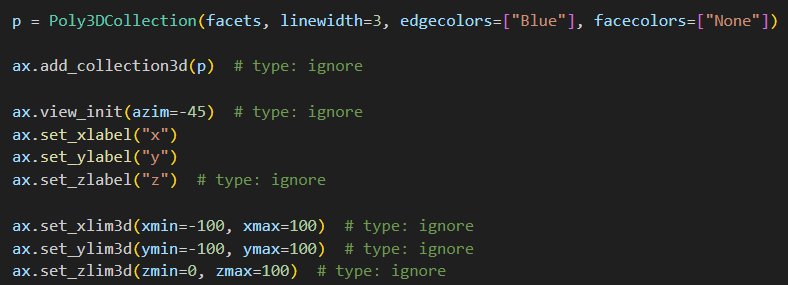 p = Poly3DCollection(facets, linewidth=3, edgecolors=["Blue"], facecolors=["None"])
ax.add_collection3d(p)  # type: ignore
ax.view_init(azim=-45)  # type: ignore
ax.set_xlabel("x")
ax.set_ylabel("y")
ax.set_zlabel("z")  # type: ignore
ax.set_xlim3d(xmin=-100, xmax=100)  # type: ignore
ax.set_ylim3d(ymin=-100, ymax=100)  # type: ignore
ax.set_zlim3d(zmin=0, zmax=100)  # type: ignore